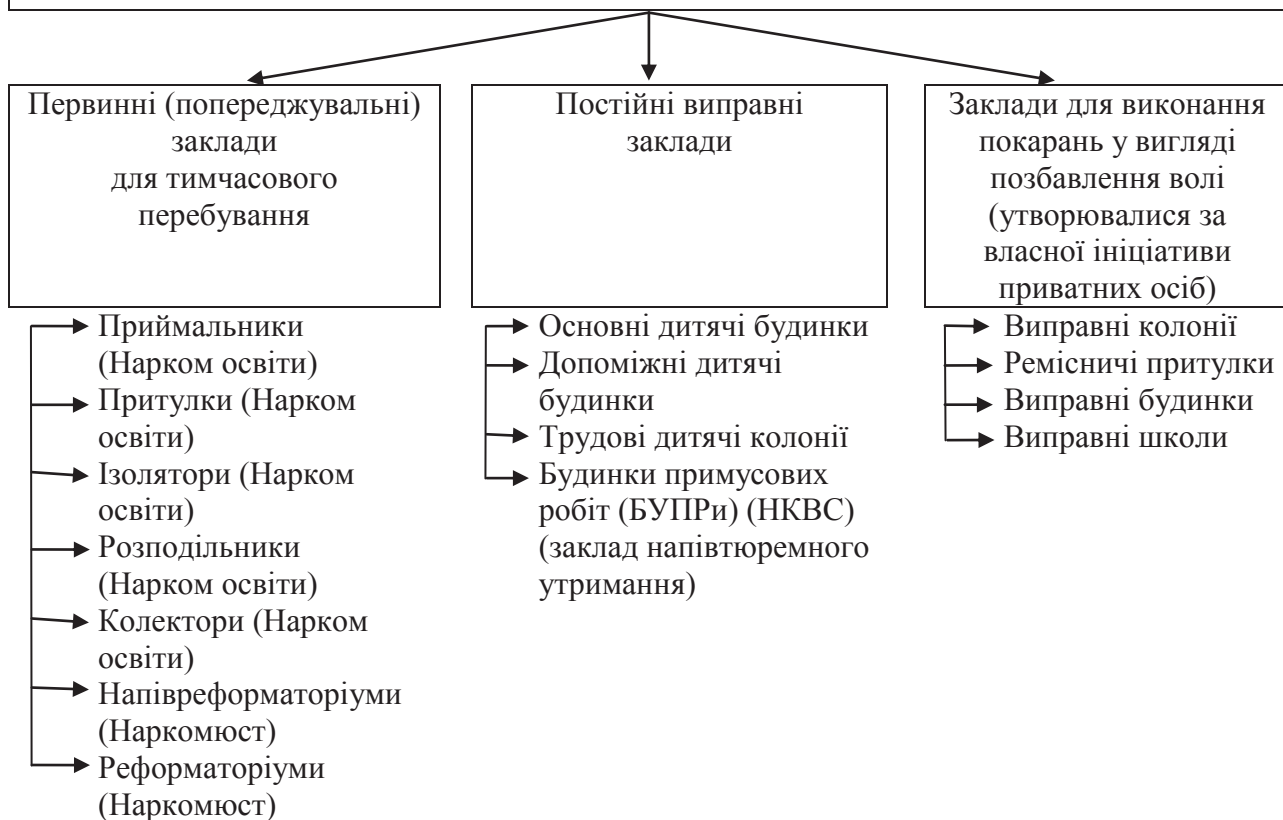 Первинні (попереджувальні)
заклади
для тимчасового
перебування
Приймальники
(Нарком освіти)
Притулки (Нарком
освіти)
Ізолятори (Нарком
освіти)
Розподільники
(Нарком освіти)
Колектори (Нарком
освіти)
Напівреформаторіуми
(Наркомюст)
Реформаторіуми
(Наркомюст)
Постійні виправні
заклади
Основні дитячі будинки
Допоміжні дитячі
будинки
Трудові дитячі колонії
Будинки примусових
робіт (БУПРи) (НКВС)
(заклад напівтюремного
утримання)
Заклади для виконання
покарань у вигляді
позбавлення волі
(утворювалися за
власної ініціативи
приватних осіб)
Виправні колонії
Ремісничі притулки
Виправні будинки
Виправні школи